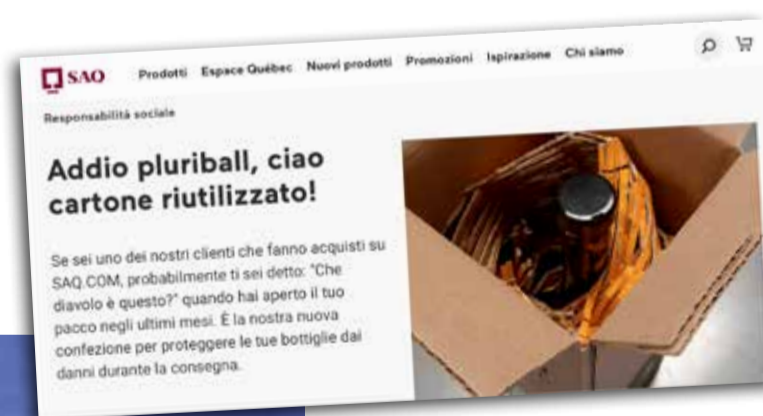 SAQ Prodotti Espace Québec Nuovi prodotti Promozioni Ispirazione Chi siamo
Responsabilità sociale
Addio pluriball, ciao
cartone riutilizzato!
Se sei uno dei nostri clienti che fanno acquisti su
SAQ.COM, probabilmente ti sei detto: "Che
diavolo è questo?" quando hai aperto il tuo
pacco negli ultimi mesi. È la nostra nuova
confezione per proteggere le tue bottiglie dai
danni durante la consegna.